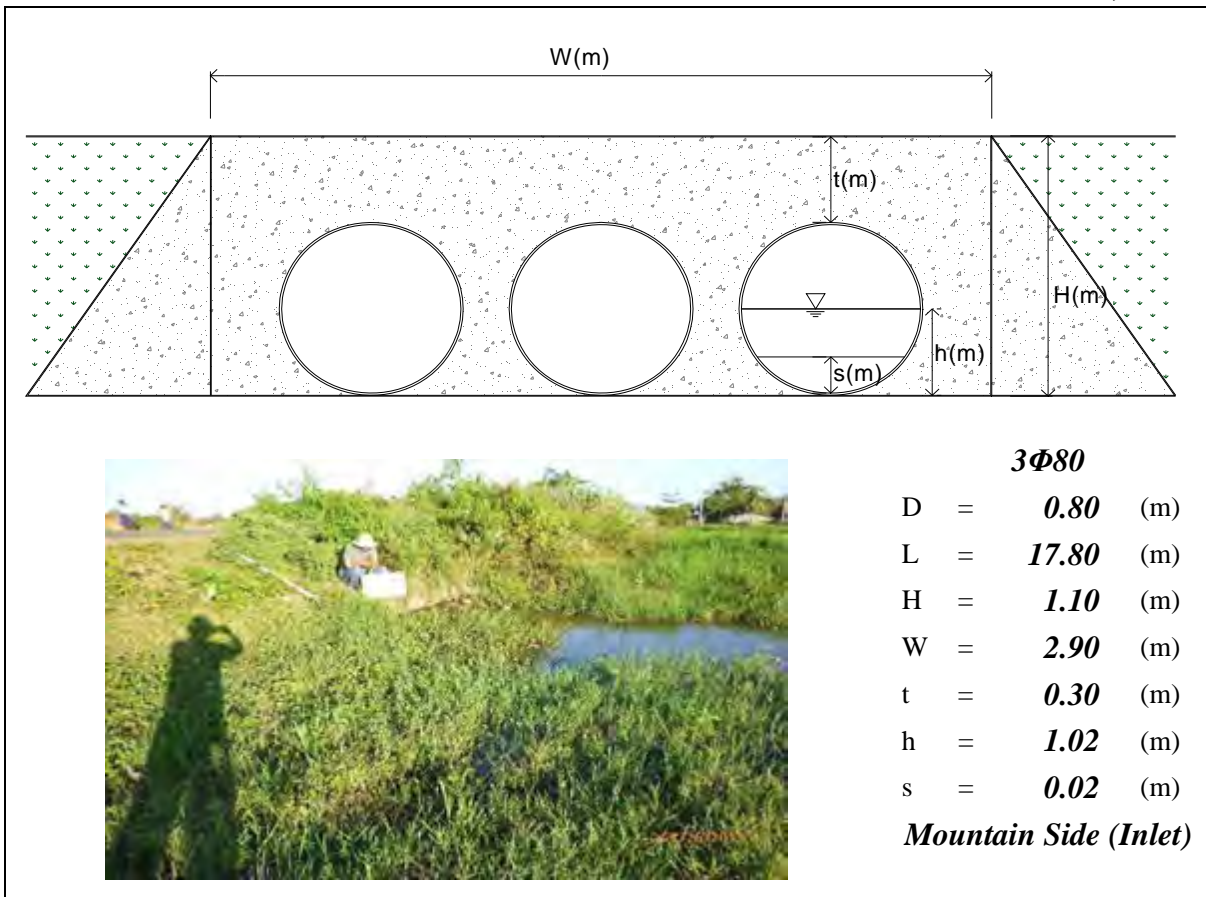 W(m)
t(m)
H(m)
h(m)
s(m)
3Φ80
D = 0.80 (m)
L = 17.80 (m)
H = 1.10 (m)
W = 2.90 (m)
t = 0.30 (m)
h = 1.02 (m)
s = 0.02 (m)
Mountain Side (Inlet)